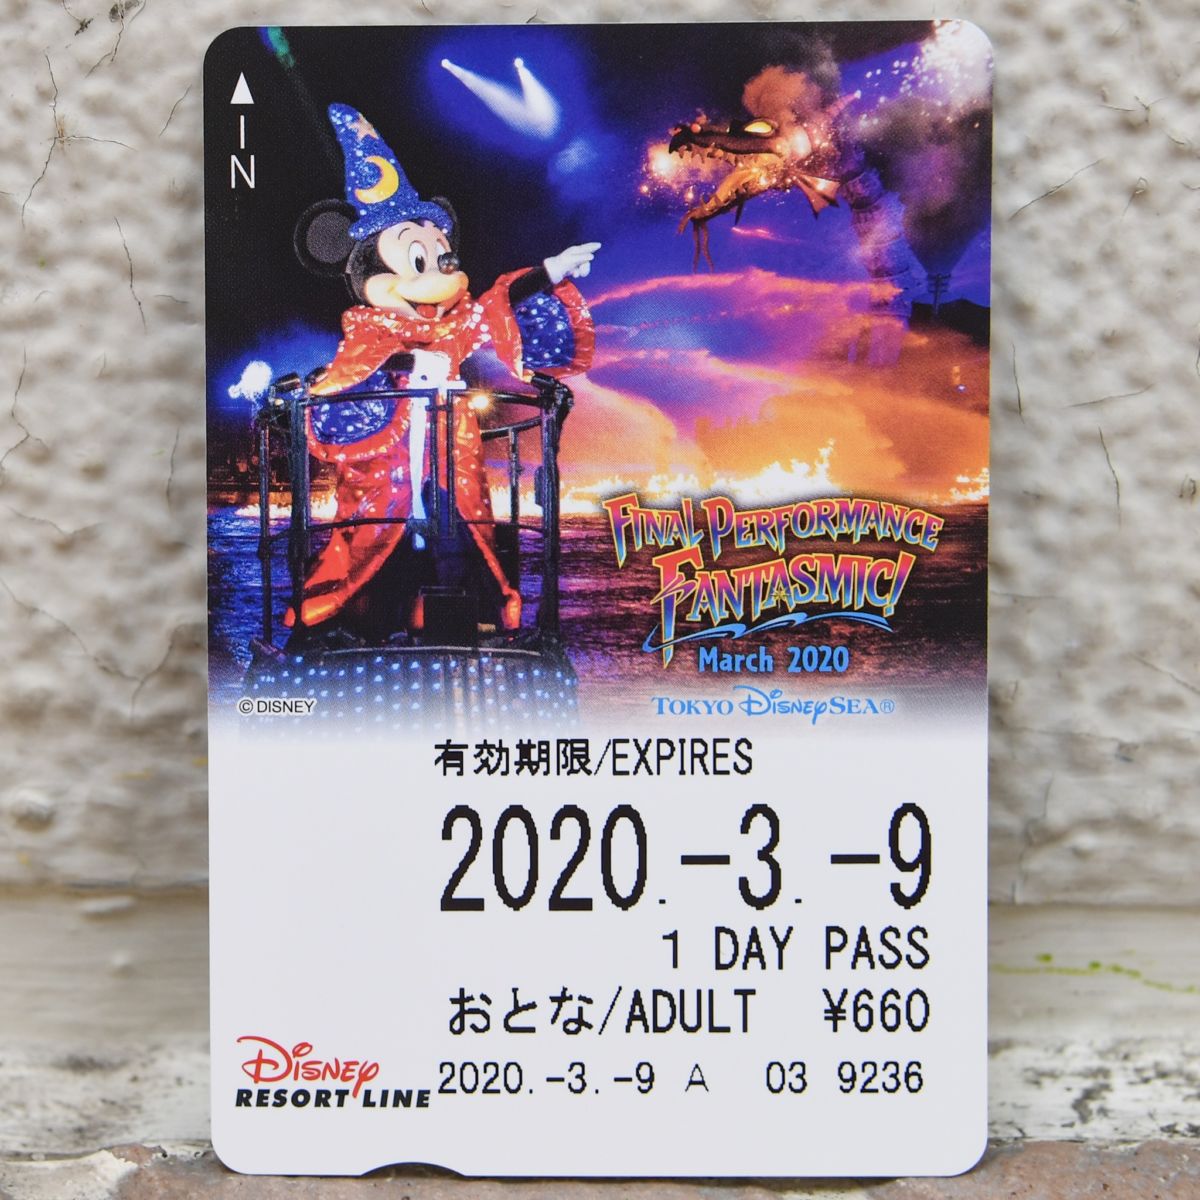 IN
FINAL PERFORMANCE
FANTASMIC!
March 2020
©DISNEY
TOKYO DISNEYSEA®
有効期限/EXPIRES
2020.-3.-9
1 DAY PASS
おとな/ADULT ¥660
DISNEY
RESORT LINE
2020.-3.-9 A 03 9236